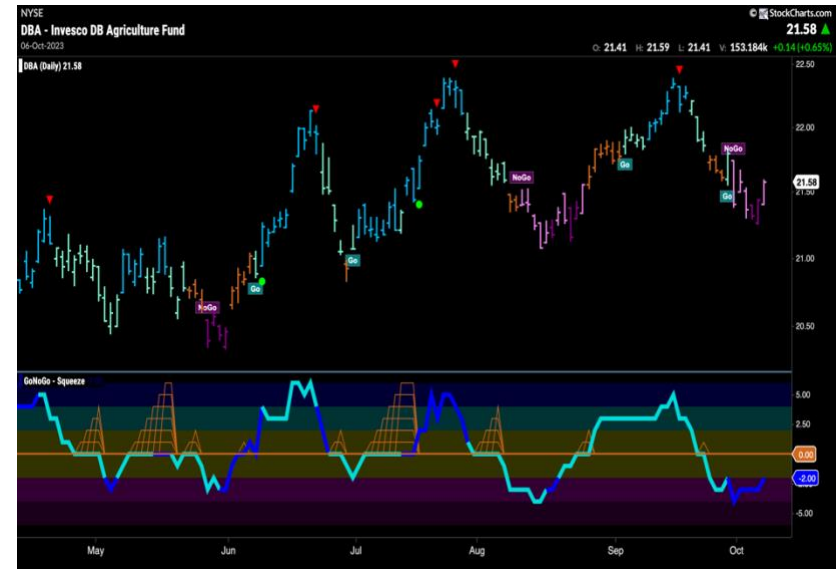 NYSE
© StockCharts.com
DBA - Invesco DB Agriculture Fund
21.58
06-Oct-2023
O: 21.41 H: 21.59 L: 21.41 V: 153.184k +0.14 (+0.65%)
DBA (Daily) 21.58
22.50
22.00
NoGo
NoGo
Go
21.58
21.50
Go
Go
21.00
Go
NoGo
20.50
GoNoGo - Squeeze
5.00
2.50
0.00
-2.00
-5.00
May Jun Jul Aug Sep Oct